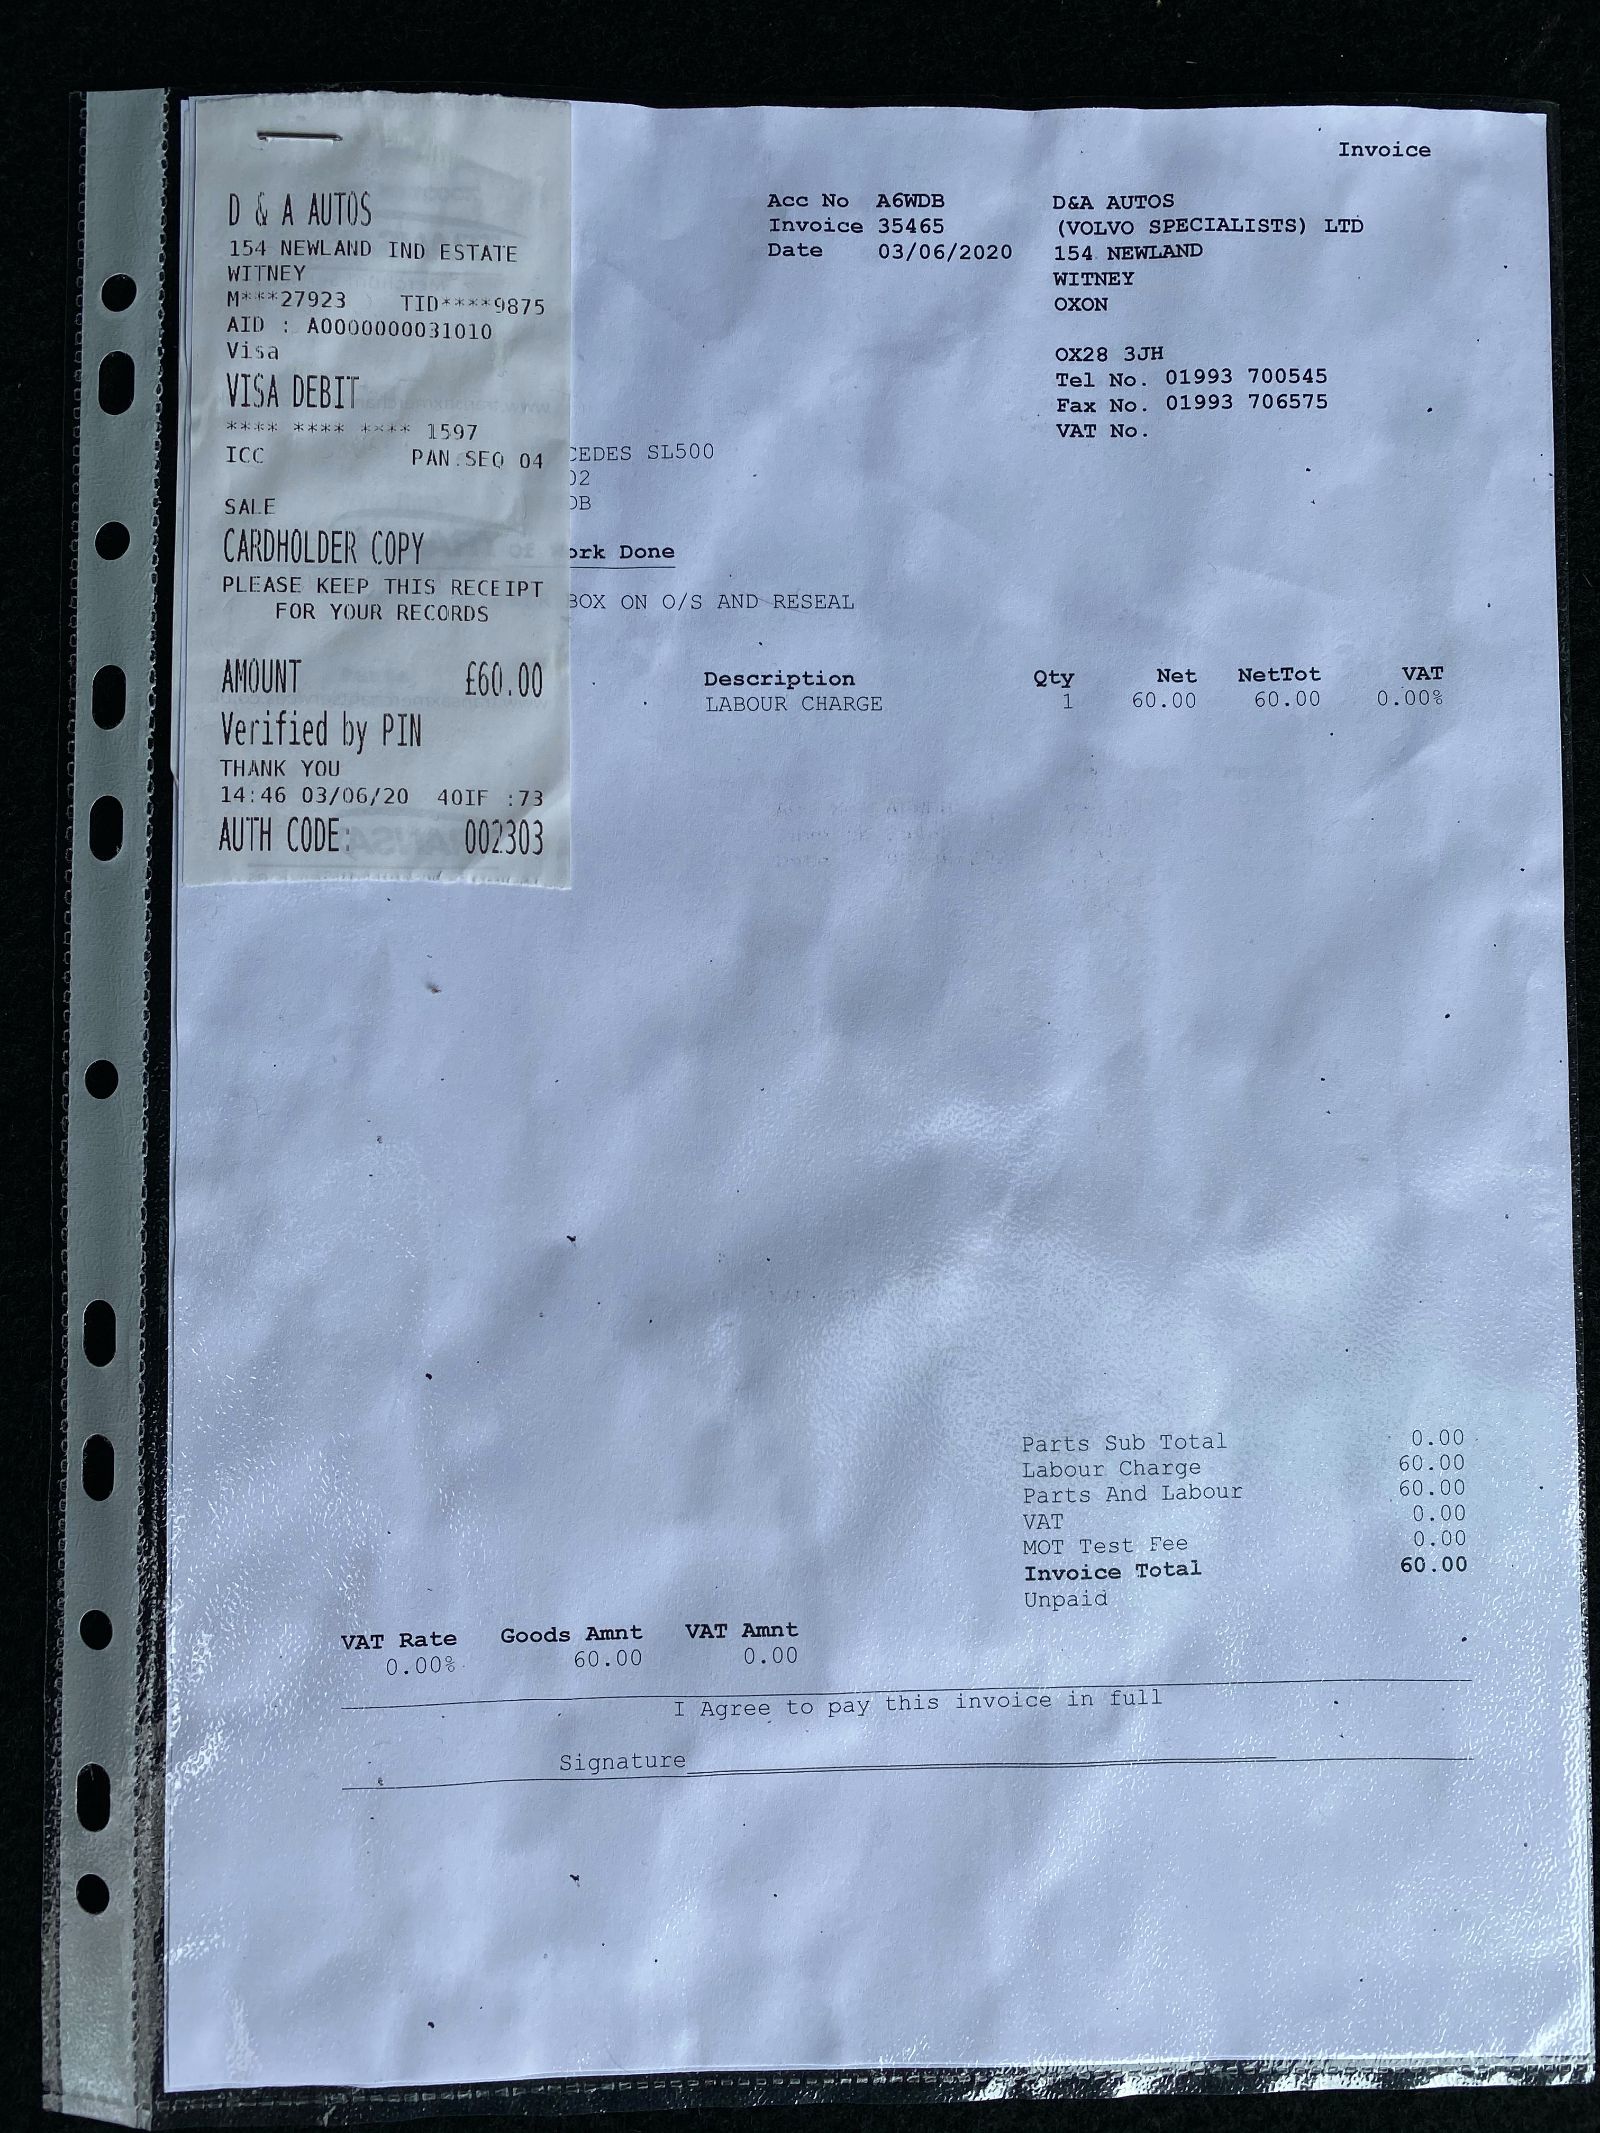 D & A AUTOS
154 NEWLAND IND ESTATE
WITNEY
M***27923 TID****9875
AID : A0000000031010
Visa
VISA DEBIT
**** **** **** 1597
ICC PAN.SEQ 04
SALE
CARDHOLDER COPY
PLEASE KEEP THIS RECEIPT
FOR YOUR RECORDS
AMOUNT £60.00
Verified by PIN
THANK YOU
14:46 03/06/20 40IF :73
AUTH CODE: 002303
Invoice
Acc No A6WDB
Invoice 35465
Date 03/06/2020
D&A AUTOS
(VOLVO SPECIALISTS) LTD
154 NEWLAND
WITNEY
OXON
OX28 3JH
Tel No. 01993 700545
Fax No. 01993 706575
VAT No.
CEDES SL500
02
DB
ork Done
BOX ON O/S AND RESEAL
Description Qty Net NetTot VAT
LABOUR CHARGE 1 60.00 60.00 0.00%
Parts Sub Total 0.00
Labour Charge 60.00
Parts And Labour 60.00
VAT 0.00
MOT Test Fee 0.00
Invoice Total 60.00
Unpaid
VAT Rate Goods Amnt VAT Amnt
0.00% 60.00 0.00
I Agree to pay this invoice in full
Signature